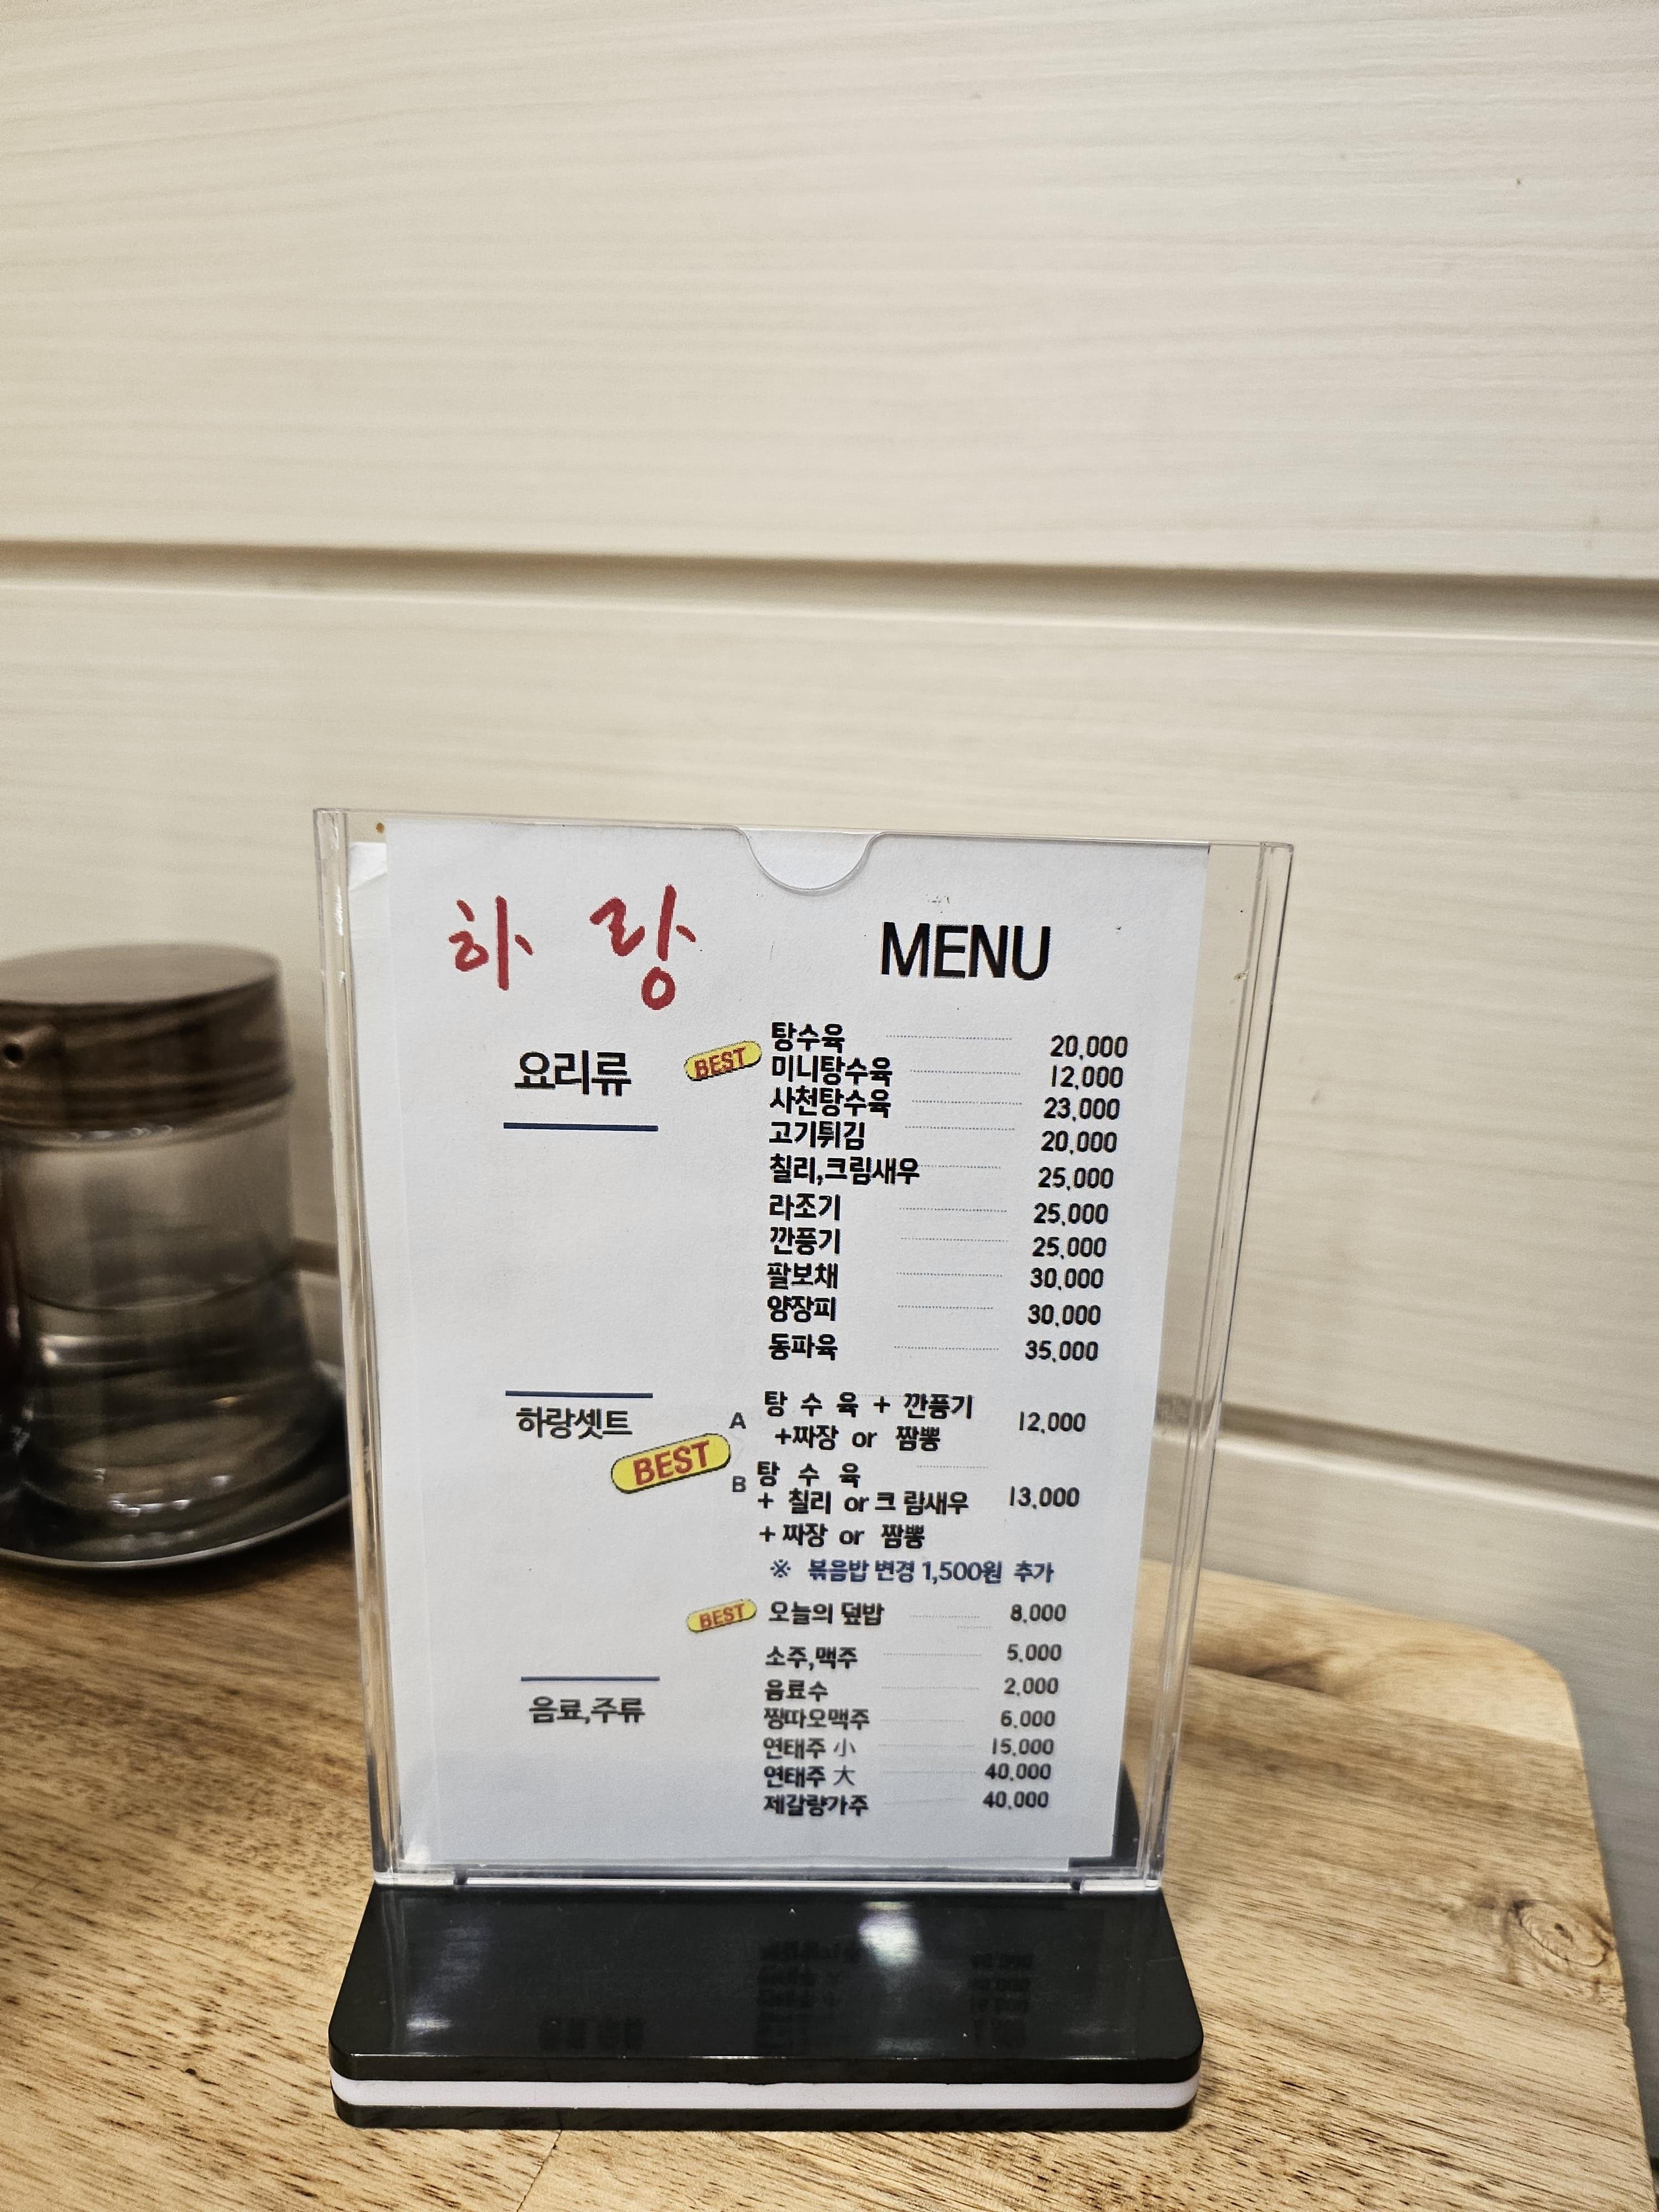 하랑 MENU
요리류
BEST
탕수육 20,000
미니탕수육 12,000
사천탕수육 23,000
고기튀김 20,000
칠리,크림새우 25,000
라조기 25,000
깐풍기 25,000
팔보채 30,000
양장피 30,000
동파육 35,000
하랑셋트
BEST
A 탕 수 육 + 깐풍기 12,000
+짜장 or 짬뽕
B 탕 수 육
+ 칠리 or 크 림새우 13,000
+ 짜장 or 짬뽕
※ 볶음밥 변경 1,500원 추가
BEST 오늘의 덮밥 8,000
음료,주류
소주,맥주 5,000
음료수 2,000
찡따오맥주 6,000
연태주 小 15,000
연태주 大 40,000
제갈량가주 40,000